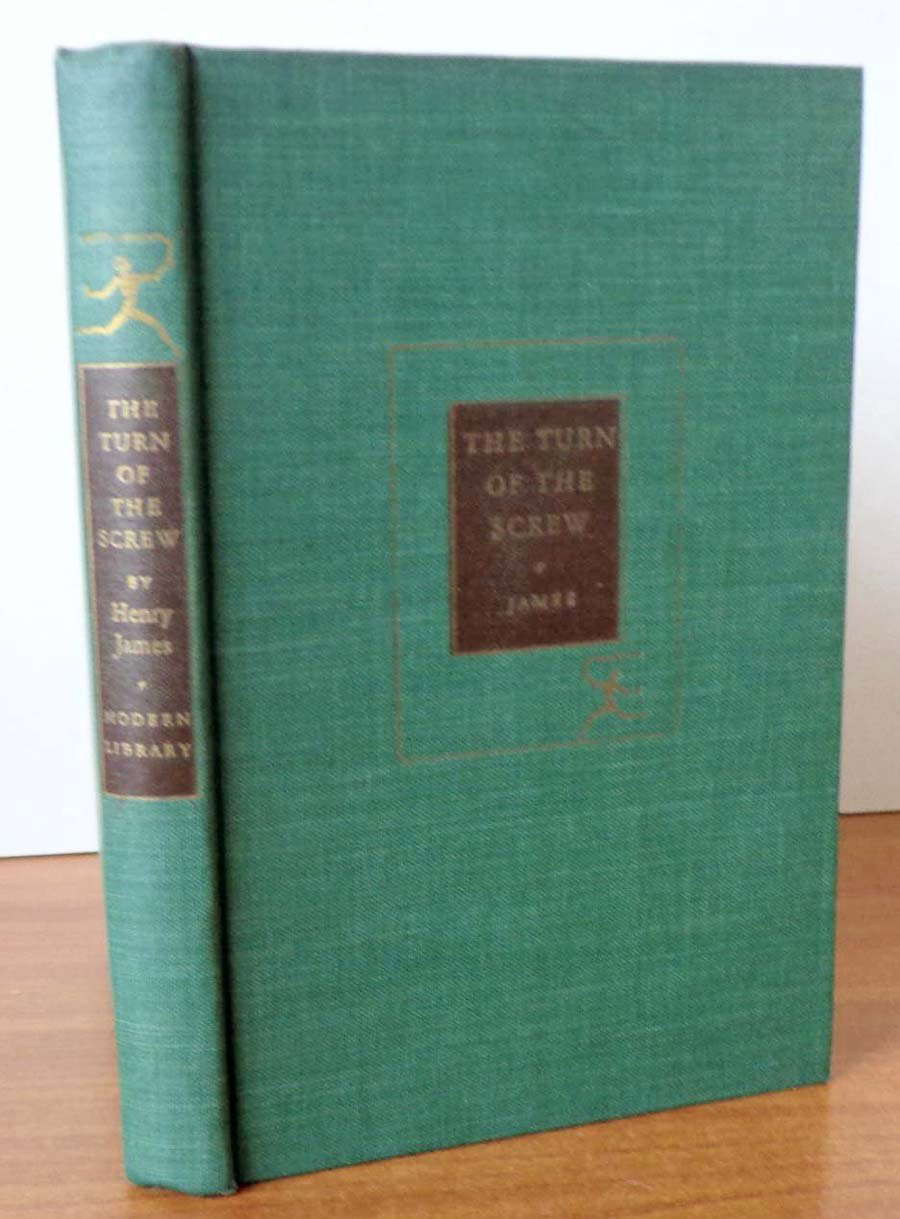 THE
TURN
OF
THE
SCREW
BY
Henry
James
MODERN
LIBRARY
THE TURN
OF THE
SCREW
JAMES